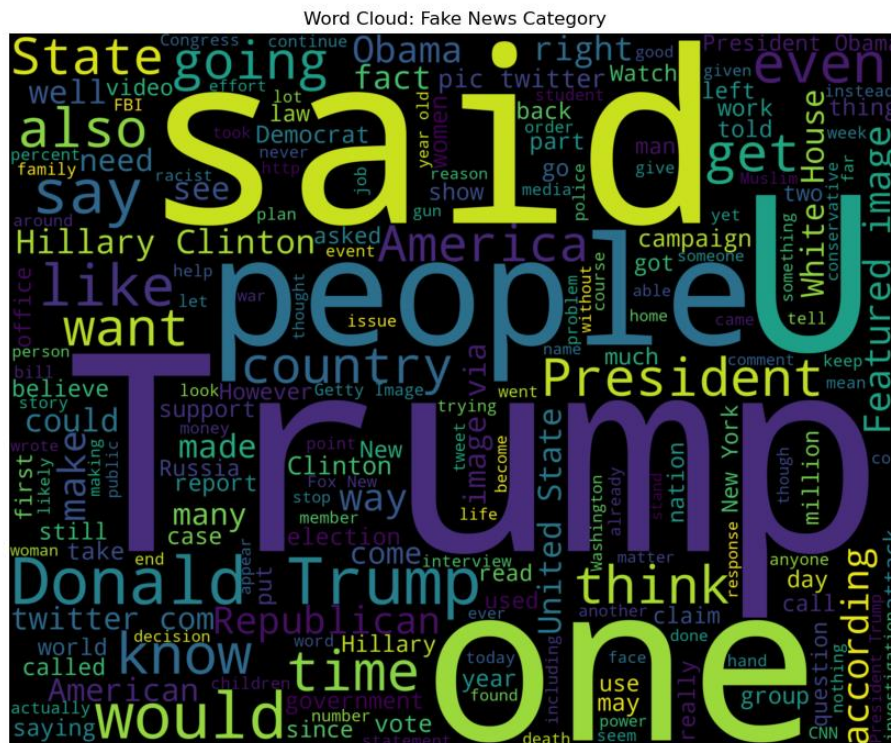 Word Cloud: Fake News Category
State
Congress
continue
going
effort
lot
law
FBI
video
well
Obama
fact
pic twitter
right
Watch
good
President Obama
given
even
left
instead
student
thing
work
told
week
year old
women
back
part
order
man
go
give
two
also
percent
family
took
never
http
need
Democrat
racist
see
said
job
show
reason
media
police
Muslim
get
House
yet
far
say
around
plan
gun
Hillary Clinton
asked
event
America
campaign
got
someone
White
something
conservative
Featured image
like
help
let
war
thought
people
U
able
problem
without
course
home
came
tell
office
want
issue
country
name
much
comment
keep
mean
person
bill
believe
story
look
However
Getty Image
via
went
President
could
support
money
trying
first
wrote
likely
make
making
public
made
Russia
report
New
Clinton
point
Fox New
stop
way
image
tweet
become
New York
nation
already
stand
million
though
co
still
many
case
member
election
life
Trump
Washington
woman
take
end
appear
put
come
interview
read
United State
matter
think
response
anyone
day
according
Donald Trump
used
another
claim
call
question
President Trump
twitter com
Republican
ever
done
world
decision
know
word
Hillary
time
today
year
found
one
including
face
hand
use
may
really
group
nothing
called
American
children
government
actually
saying
since
number
vote
would
statement
death
power
seem
CNN